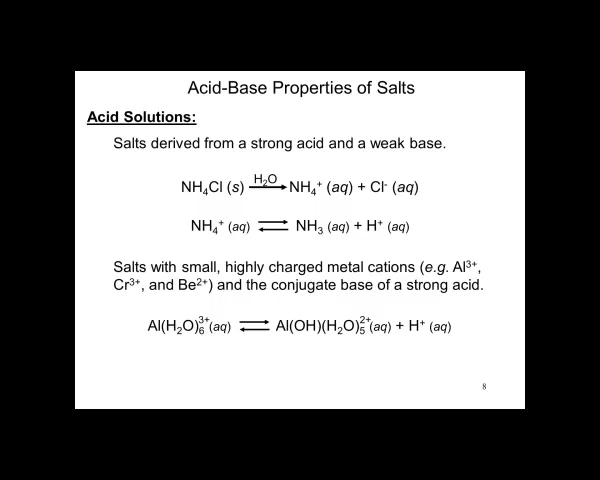 Acid-Base Properties of Salts
Acid Solutions:
Salts derived from a strong acid and a weak base.
NH₄Cl (s) H₂O⟶ NH₄⁺ (aq) + Cl⁻ (aq)
NH₄⁺ (aq) ⇌ NH₃ (aq) + H⁺ (aq)
Salts with small, highly charged metal cations (e.g. Al³⁺,
Cr³⁺, and Be²⁺) and the conjugate base of a strong acid.
Al(H₂O)₆³⁺ (aq) ⇌ Al(OH)(H₂O)₅²⁺ (aq) + H⁺ (aq)
8